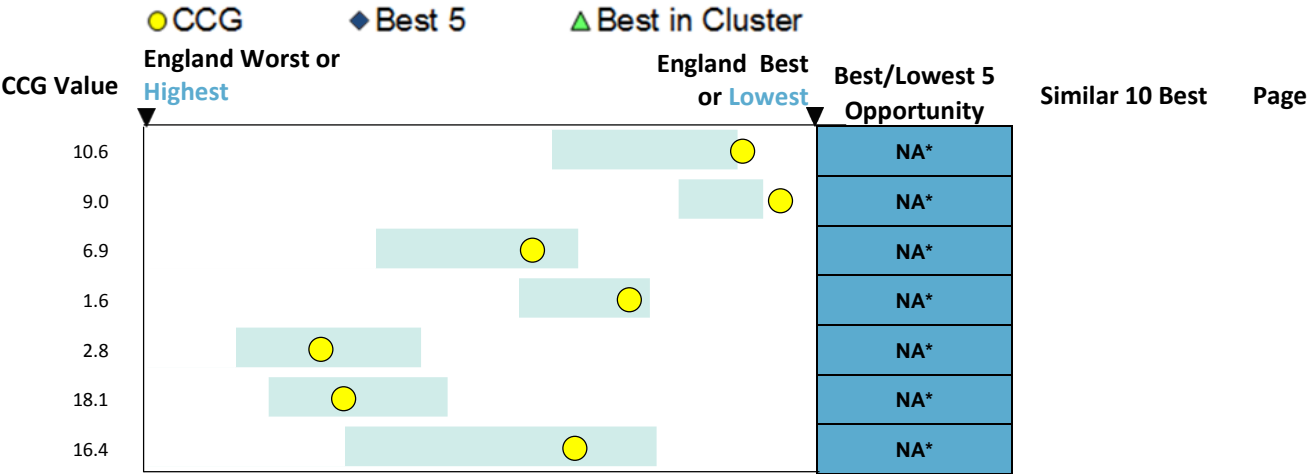 CCG Best 5 Best in Cluster
CCG Value England Worst or Highest England Best or Lowest Best/Lowest 5 Opportunity Similar 10 Best Page
10.6 NA*
9.0 NA*
6.9 NA*
1.6 NA*
2.8 NA*
18.1 NA*
16.4 NA*